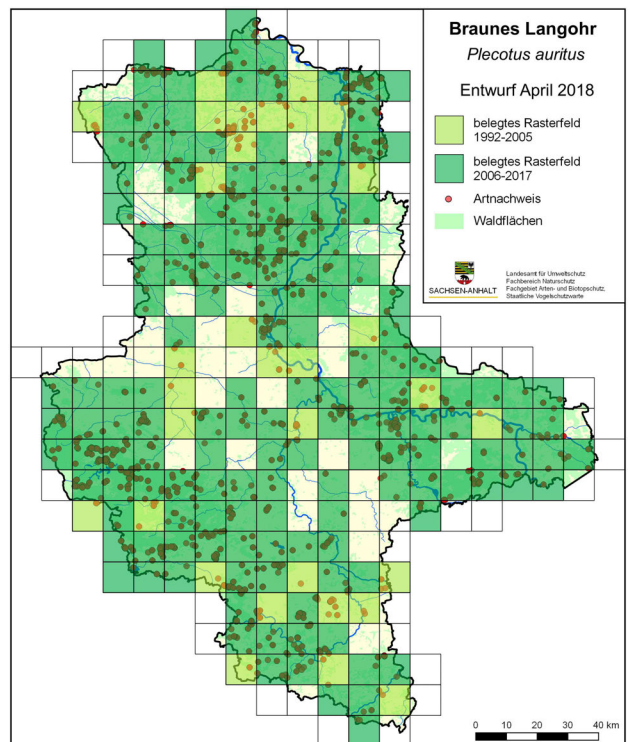 Braunes Langohr
Plecotus auritus
Entwurf April 2018
belegtes Rasterfeld
1992-2005
belegtes Rasterfeld
2006-2017
Artnachweis
Waldflächen
SACHSEN-ANHALT
Landesamt für Umweltschutz
Fachbereich Naturschutz
Fachgebiet Arten- und Biotopschutz,
Staatliche Vogelschutzwarte
0 10 20 30 40 km